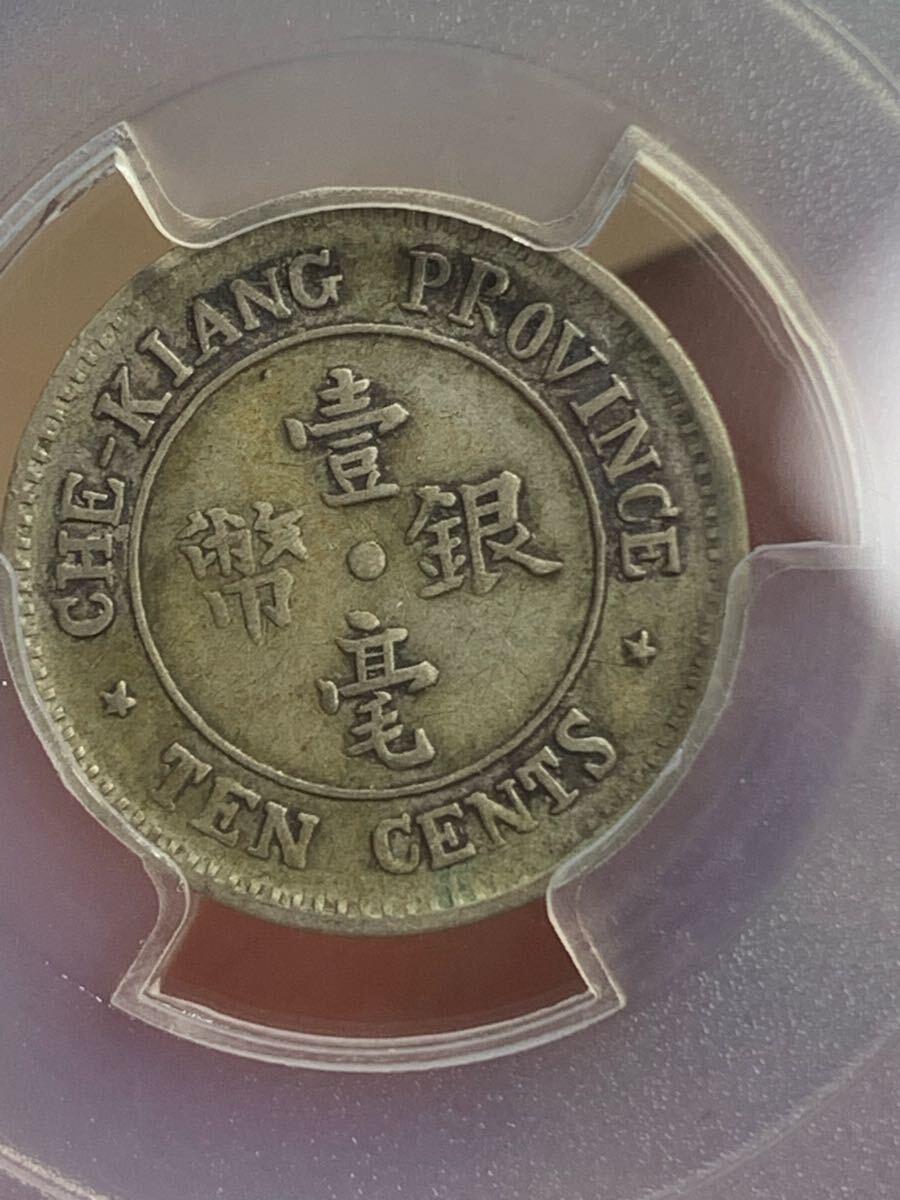 CHE-KIANG PROVINCE
壹毫銀幣
TEN CENTS